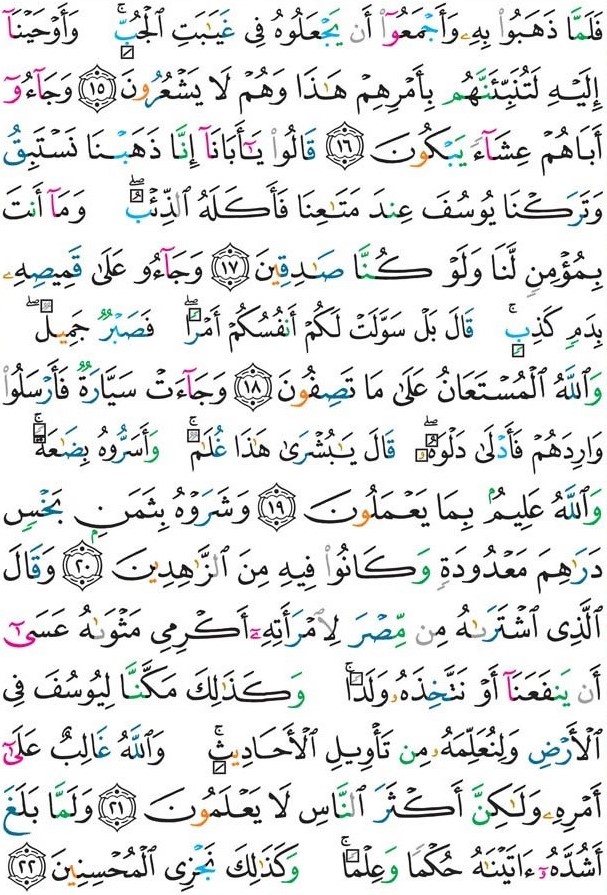 فَلَمَّا ذَهَبُوا۟ بِهِۦ وَأَجْمَعُوٓا۟ أَن يَجْعَلُوهُ فِى غَيَـٰبَتِ ٱلْجُبِّ ۚ وَأَوْحَيْنَآ
إِلَيْهِ لَتُنَبِّئَنَّهُم بِأَمْرِهِمْ هَـٰذَا وَهُمْ لَا يَشْعُرُونَ ١٥ وَجَآءُوٓ
أَبَاهُمْ عِشَآءً يَبْكُونَ ١٦ قَالُوا۟ يَـٰٓأَبَانَآ إِنَّا ذَهَبْنَا نَسْتَبِقُ
وَتَرَكْنَا يُوسُفَ عِندَ مَتَـٰعِنَا فَأَكَلَهُ ٱلذِّئْبُ ۖ وَمَآ أَنتَ
بِمُؤْمِنٍ لَّنَا وَلَوْ كُنَّا صَـٰدِقِينَ ١٧ وَجَآءُو عَلَىٰ قَمِيصِهِۦ
بِدَمٍ كَذِبٍ ۚ قَالَ بَلْ سَوَّلَتْ لَكُمْ أَنفُسُكُمْ أَمْرًا ۖ فَصَبْرٌ جَمِيلٌ ۖ
وَٱللَّهُ ٱلْمُسْتَعَانُ عَلَىٰ مَا تَصِفُونَ ١٨ وَجَآءَتْ سَيَّارَةٌ فَأَرْسَلُوا۟
وَارِدَهُمْ فَأَدْلَىٰ دَلْوَهُۥ ۖ قَالَ يَـٰبُشْرَىٰ هَـٰذَا غُلَـٰمٌ ۚ وَأَسَرُّوهُ بِضَـٰعَةً ۚ
وَٱللَّهُ عَلِيمٌۢ بِمَا يَعْمَلُونَ ١٩ وَشَرَوْهُ بِثَمَنٍۭ بَخْسٍ
دَرَٰهِمَ مَعْدُودَةٍ وَكَانُوا۟ فِيهِ مِنَ ٱلزَّٰهِدِينَ ٢٠ وَقَالَ
ٱلَّذِى ٱشْتَرَىٰهُ مِن مِّصْرَ لِٱمْرَأَتِهِۦٓ أَكْرِمِى مَثْوَىٰهُ عَسَىٰٓ
أَن يَنفَعَنَآ أَوْ نَتَّخِذَهُۥ وَلَدًا ۚ وَكَذَٰلِكَ مَكَّنَّا لِيُوسُفَ فِى
ٱلْأَرْضِ وَلِنُعَلِّمَهُۥ مِن تَأْوِيلِ ٱلْأَحَادِيثِ ۚ وَٱللَّهُ غَالِبٌ عَلَىٰٓ
أَمْرِهِۦ وَلَـٰكِنَّ أَكْثَرَ ٱلنَّاسِ لَا يَعْلَمُونَ ٢١ وَلَمَّا بَلَغَ
أَشُدَّهُۥٓ ءَاتَيْنَـٰهُ حُكْمًا وَعِلْمًا ۚ وَكَذَٰلِكَ نَجْزِى ٱلْمُحْسِنِينَ ٢٢